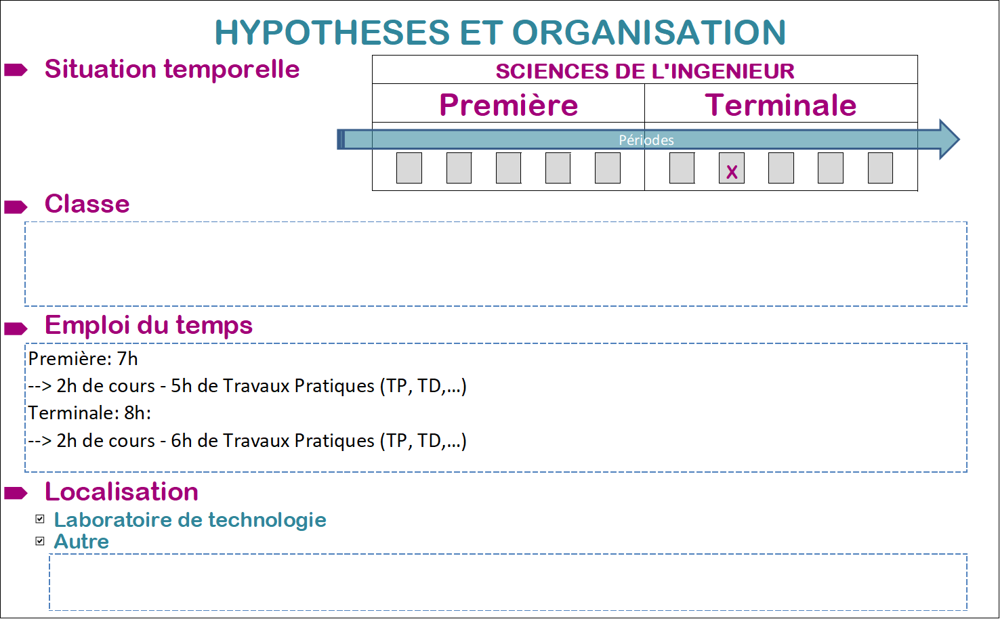 HYPOTHESES ET ORGANISATION
Situation temporelle
SCIENCES DE L'INGENIEUR
Première Terminale
Périodes
X
Classe
Emploi du temps
Première: 7h
--> 2h de cours - 5h de Travaux Pratiques (TP, TD,...)
Terminale: 8h:
--> 2h de cours - 6h de Travaux Pratiques (TP, TD,...)
Localisation
Laboratoire de technologie
Autre